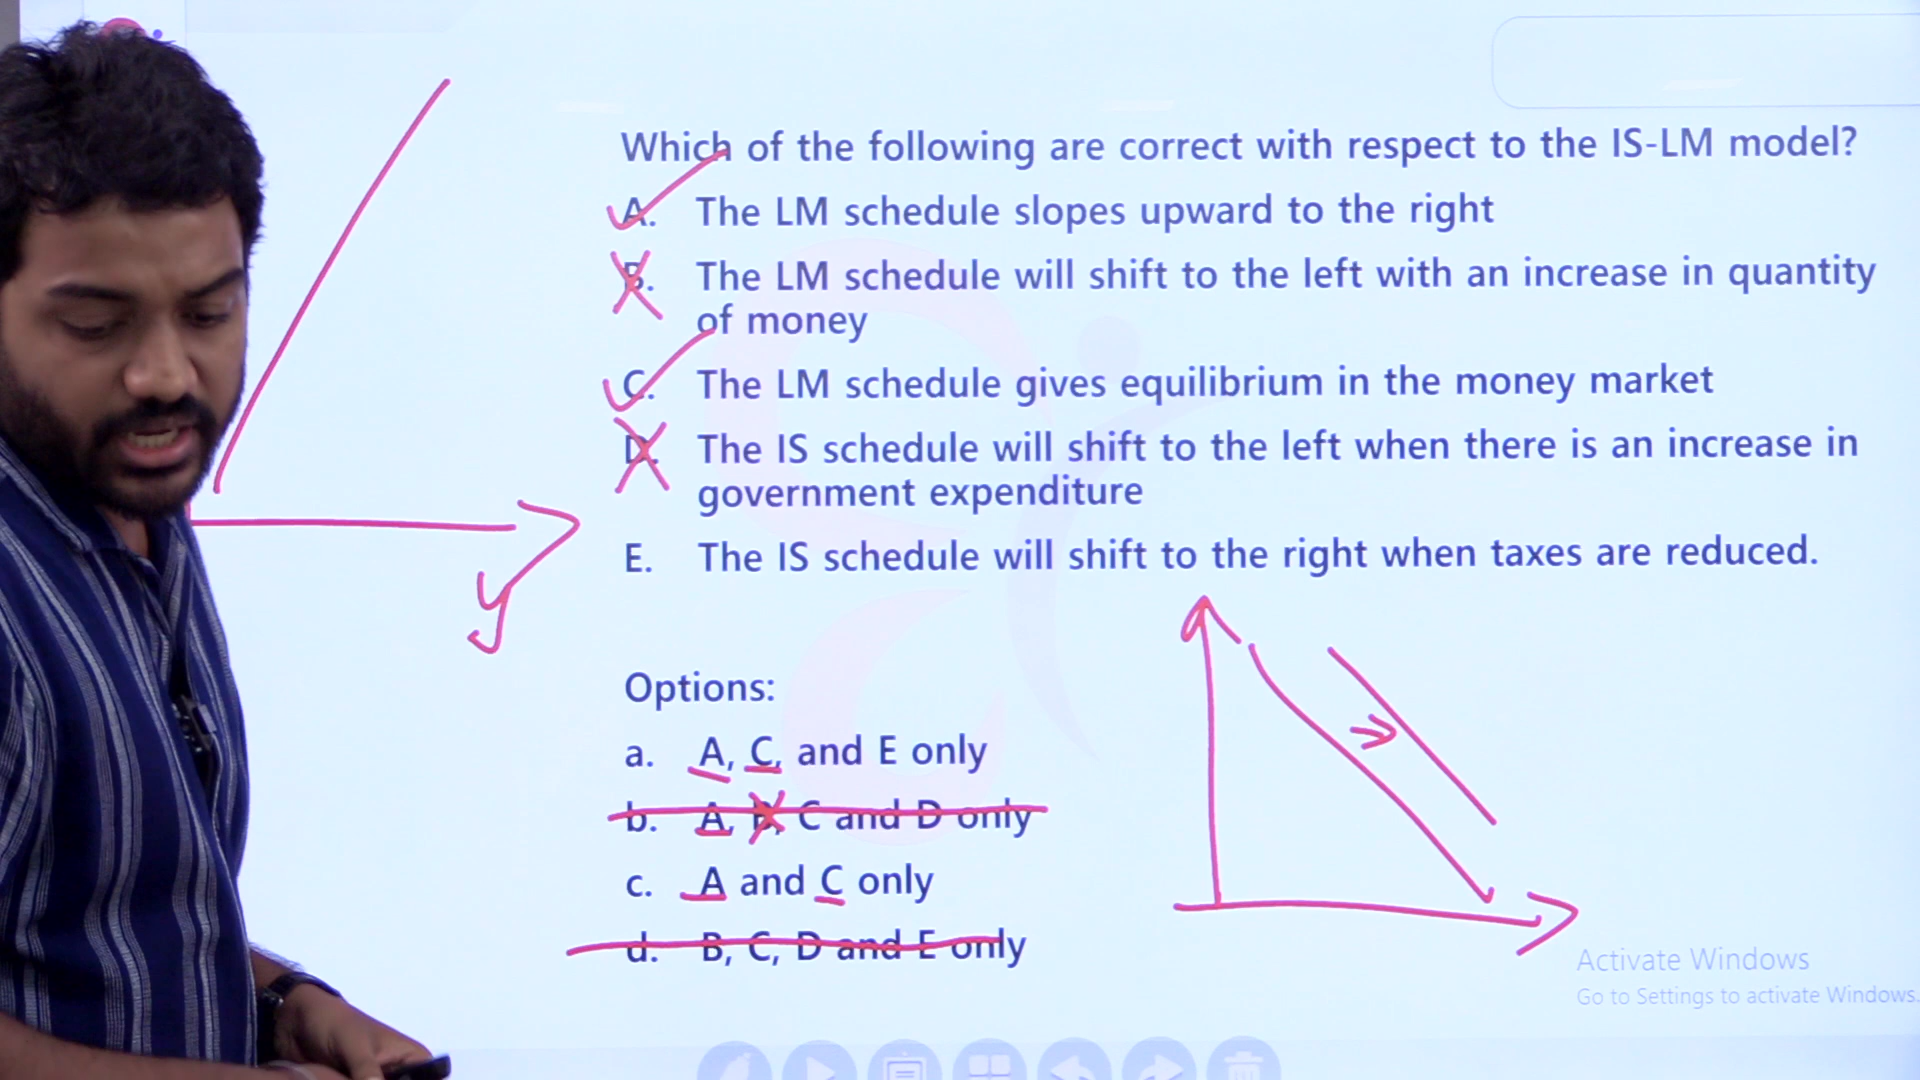 Which of the following are correct with respect to the IS-LM model?
A. The LM schedule slopes upward to the right
B. The LM schedule will shift to the left with an increase in quantity
of money
C. The LM schedule gives equilibrium in the money market
D. The IS schedule will shift to the left when there is an increase in
government expenditure
E. The IS schedule will shift to the right when taxes are reduced.
y
Options:
a. A, C, and E only
b. A, B, C and D only
c. A and C only
d. B, C, D and E only
Activate Windows
Go to Settings to activate Windows.